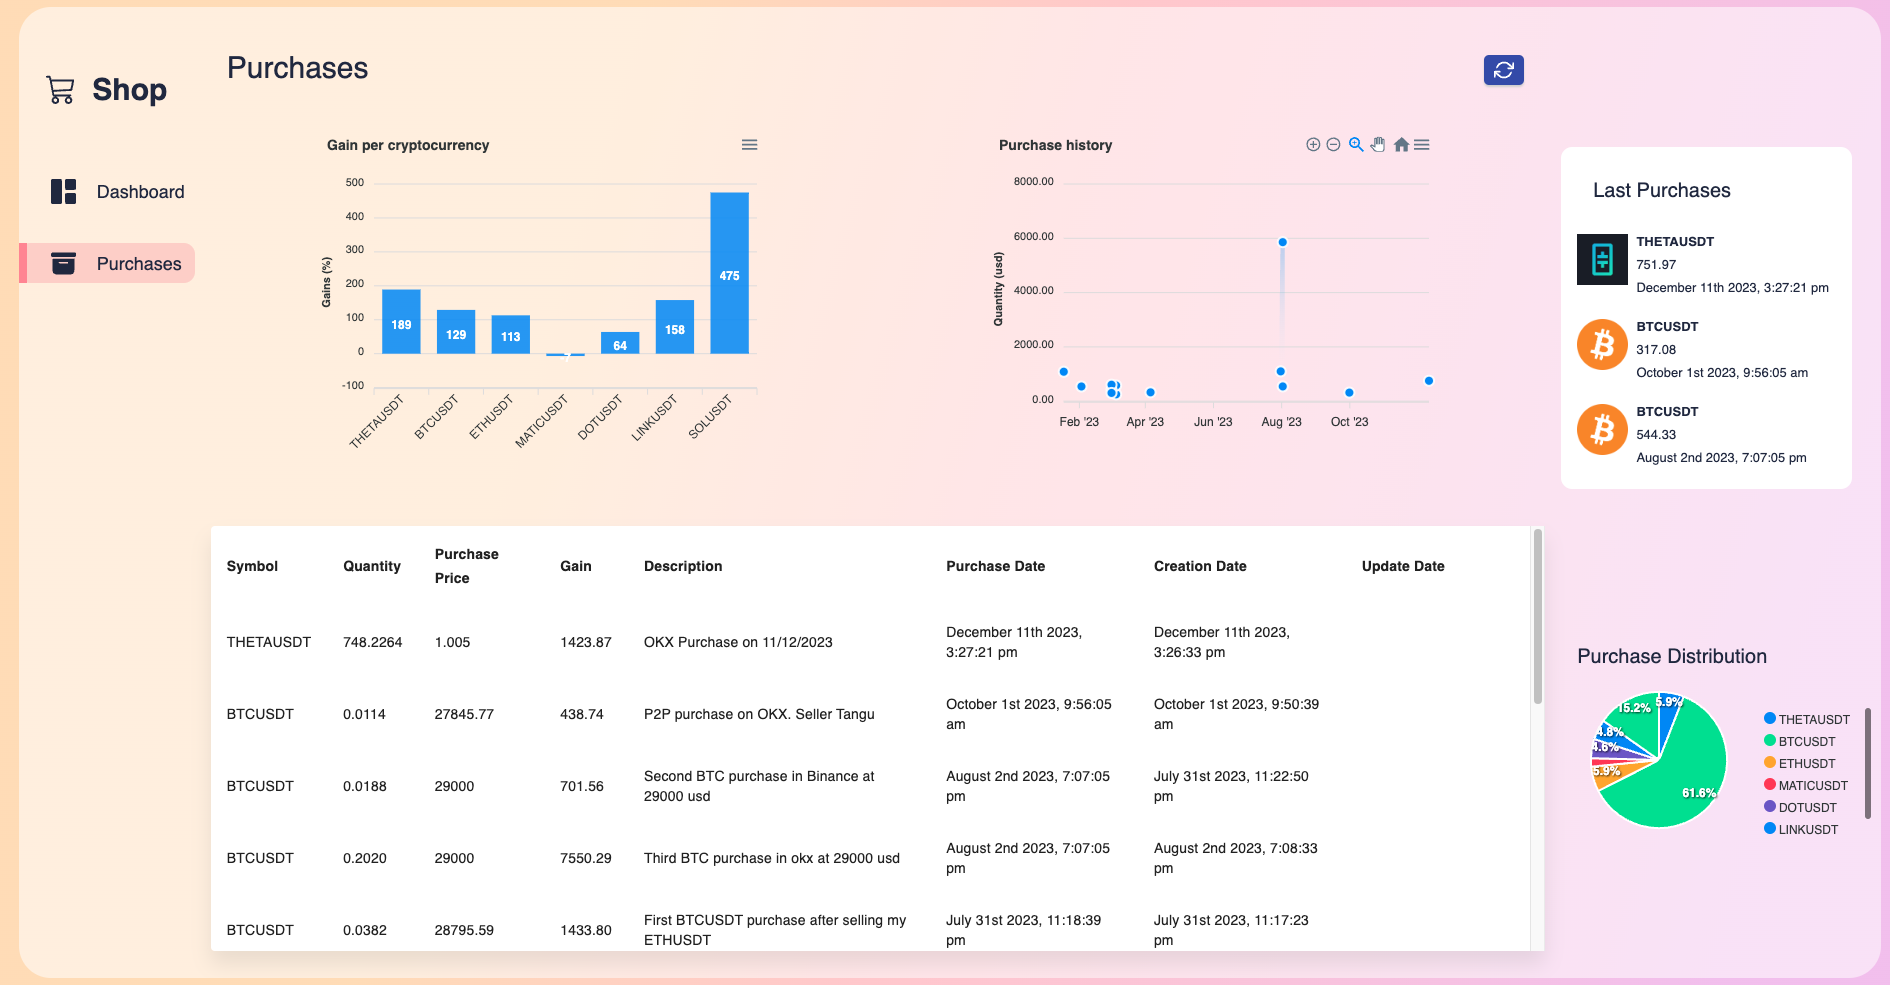 Shop
Dashboard
Purchases
Purchases
Gain per cryptocurrency
500
400
300
200
100
0
-100
Gains (%)
189
129
113
64
158
475
THETAUSDT
BTCUSDT
ETHUSDT
MATICUSDT
DOTUSDT
LINKUSDT
SOLUSDT
Purchase history
8000.00
6000.00
4000.00
2000.00
0.00
Quantity (usd)
Feb '23
Apr '23
Jun '23
Aug '23
Oct '23
Last Purchases
THETAUSDT
751.97
December 11th 2023, 3:27:21 pm
BTCUSDT
317.08
October 1st 2023, 9:56:05 am
BTCUSDT
544.33
August 2nd 2023, 7:07:05 pm
Symbol Quantity Purchase Price Gain Description Purchase Date Creation Date Update Date
THETAUSDT 748.2264 1.005 1423.87 OKX Purchase on 11/12/2023 December 11th 2023, 3:27:21 pm December 11th 2023, 3:26:33 pm
BTCUSDT 0.0114 27845.77 438.74 P2P purchase on OKX. Seller Tangu October 1st 2023, 9:56:05 am October 1st 2023, 9:50:39 am
BTCUSDT 0.0188 29000 701.56 Second BTC purchase in Binance at 29000 usd August 2nd 2023, 7:07:05 pm July 31st 2023, 11:22:50 pm
BTCUSDT 0.2020 29000 7550.29 Third BTC purchase in okx at 29000 usd August 2nd 2023, 7:07:05 pm August 2nd 2023, 7:08:33 pm
BTCUSDT 0.0382 28795.59 1433.80 First BTCUSDT purchase after selling my ETHUSDT July 31st 2023, 11:18:39 pm July 31st 2023, 11:17:23 pm
Purchase Distribution
15.2%
5.9%
4.8%
4.6%
5.9%
61.6%
THETAUSDT
BTCUSDT
ETHUSDT
MATICUSDT
DOTUSDT
LINKUSDT